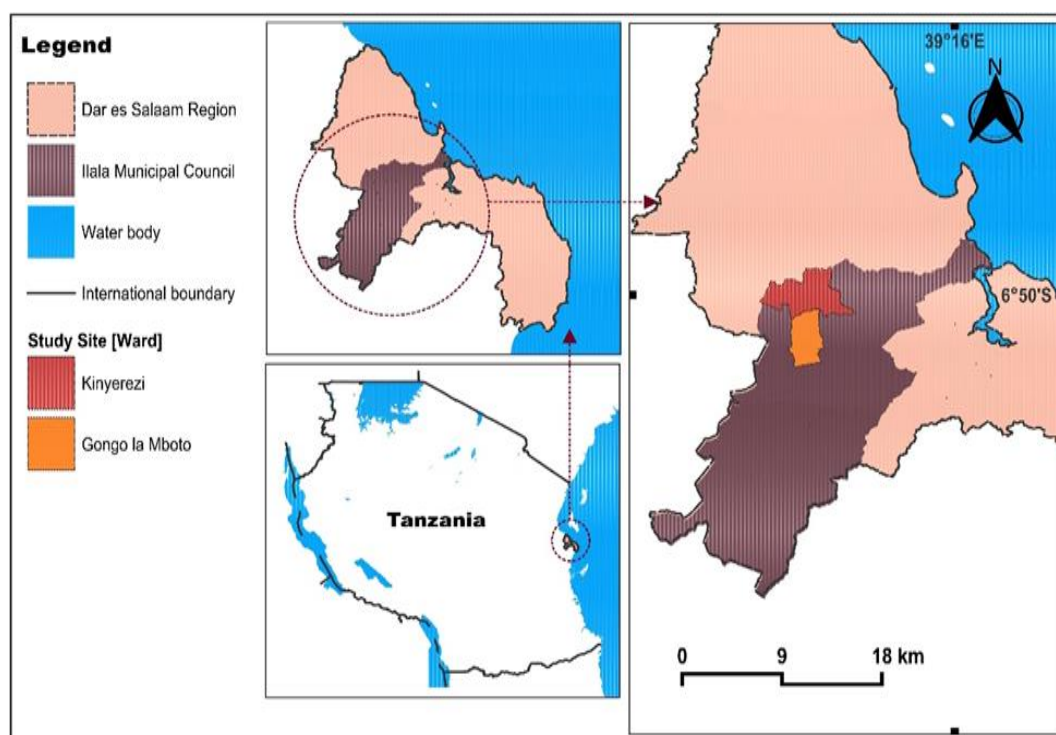 Legend
Dar es Salaam Region
Ilala Municipal Council
Water body
International boundary
Study Site [Ward]
Kinyerezi
Gongo la Mboto
Tanzania
39°16'E
N
6°50'S
0 9 18 km